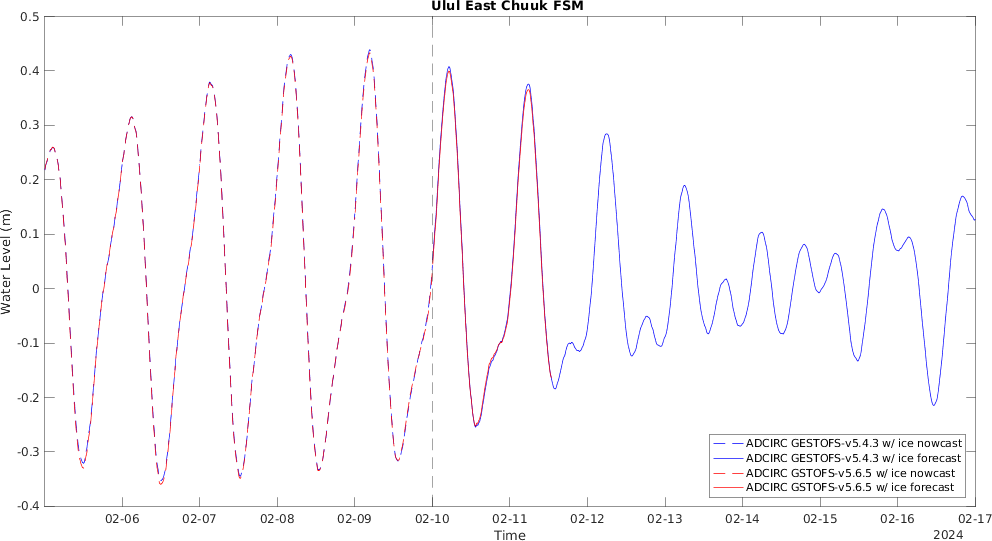 Ulul East Chuuk FSM
0.5
0.4
0.3
0.2
0.1
0
-0.1
-0.2
-0.3
-0.4
Water Level (m)
ADCIRC GESTOFS-v5.4.3 w/ ice nowcast
ADCIRC GESTOFS-v5.4.3 w/ ice forecast
ADCIRC GSTOFS-v5.6.5 w/ ice nowcast
ADCIRC GSTOFS-v5.6.5 w/ ice forecast
02-06 02-07 02-08 02-09 02-10 02-11 02-12 02-13 02-14 02-15 02-16 02-17
Time
2024